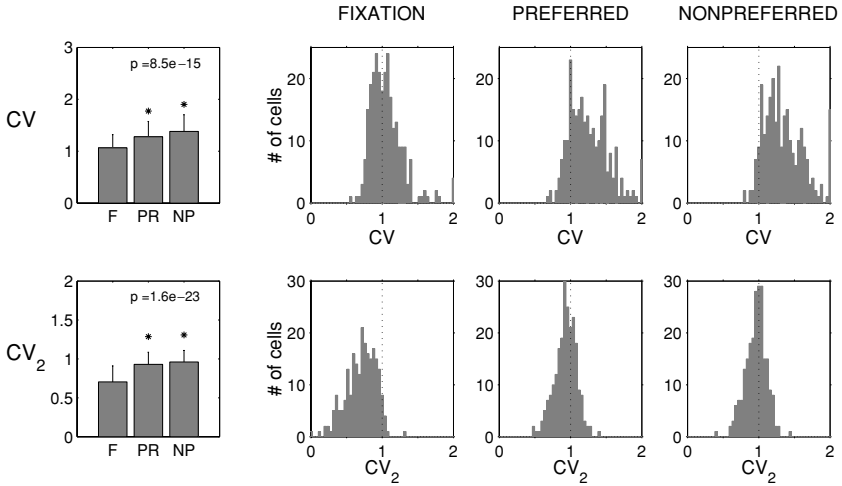 FIXATION PREFERRED NONPREFERRED
CV
3
2
1
0
p =8.5e−15
* *
F PR NP
# of cells
20
10
0
0 1 2
CV
20
10
0
0 1 2
CV
20
10
0
0 1 2
CV
CV2
2
1.5
1
0.5
0
p =1.6e−23
* *
F PR NP
# of cells
30
20
10
0
0 1 2
CV2
30
20
10
0
0 1 2
CV2
30
20
10
0
0 1 2
CV2